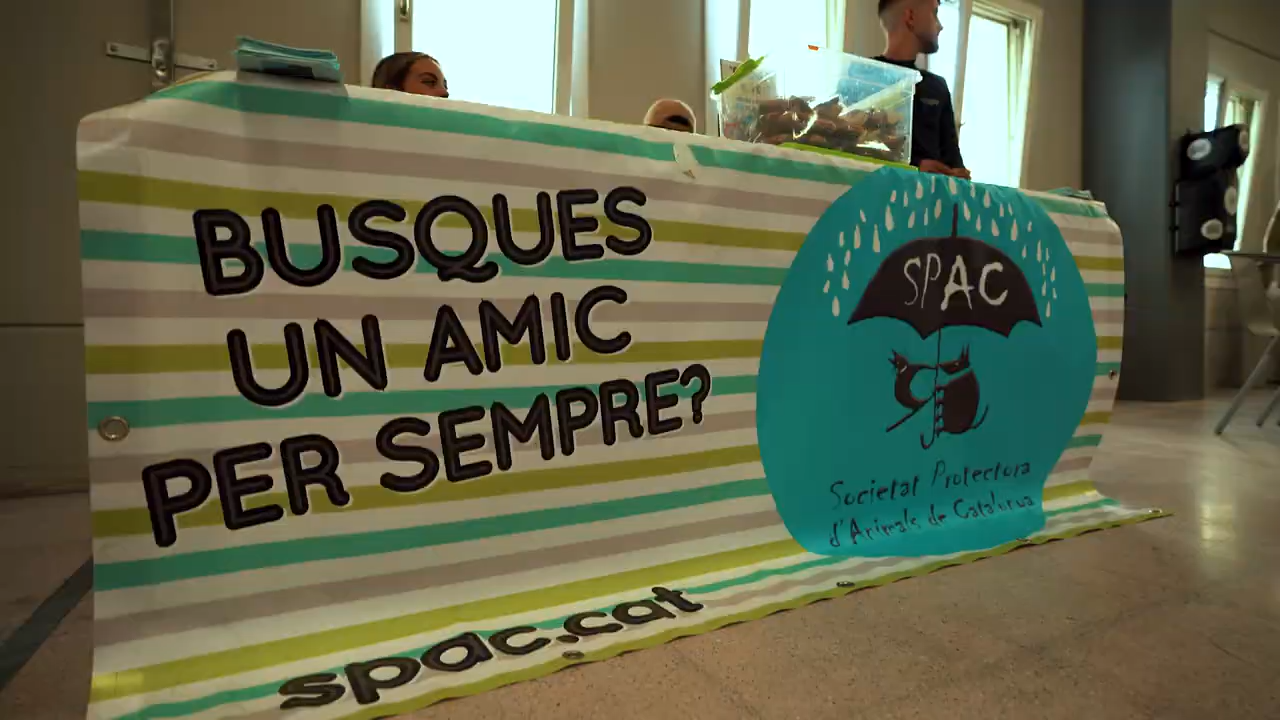 BUSQUES
UN AMIC
PER SEMPRE?
spac.cat
SPAC
Societat Protectora
d'Animals de Catalunya